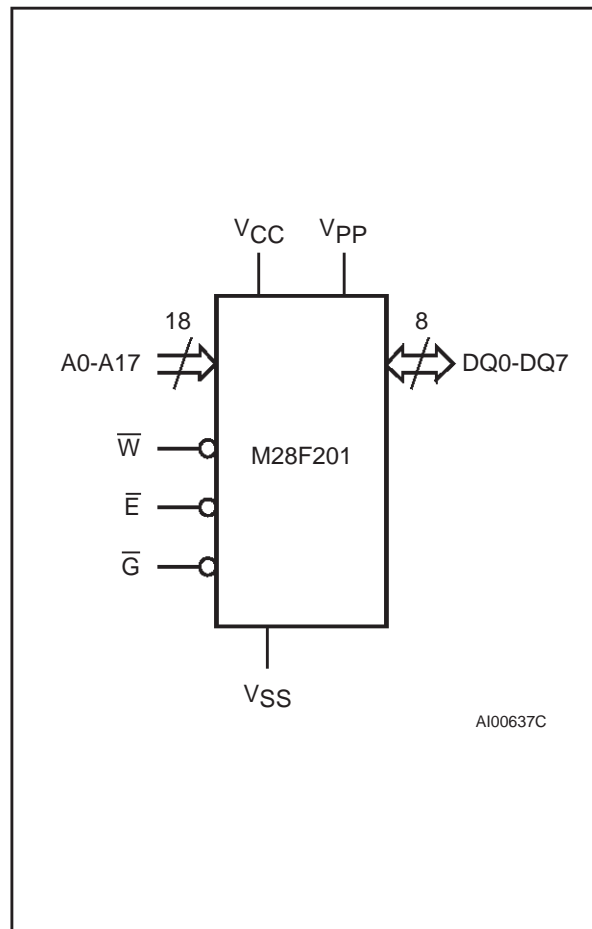 VCC VPP
18 8
A0-A17 DQ0-DQ7
W̅
M28F201
E̅
G̅
VSS
AI00637C